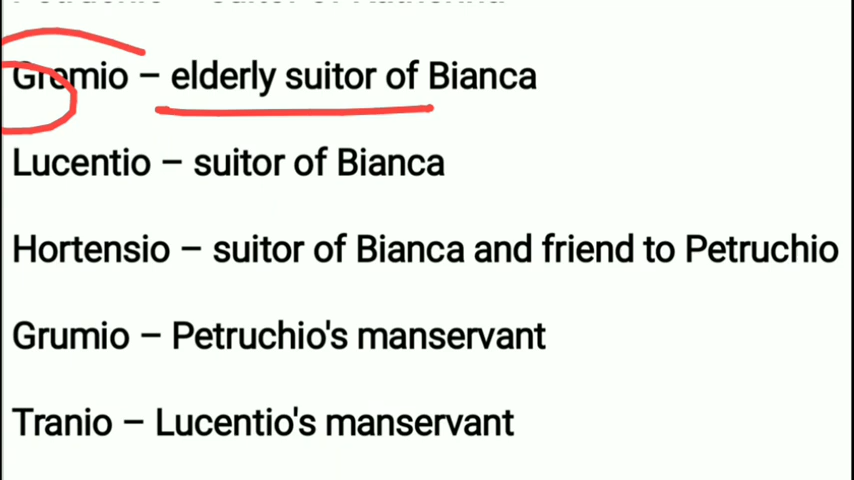 Gremio – elderly suitor of Bianca
Lucentio – suitor of Bianca
Hortensio – suitor of Bianca and friend to Petruchio
Grumio – Petruchio's manservant
Tranio – Lucentio's manservant